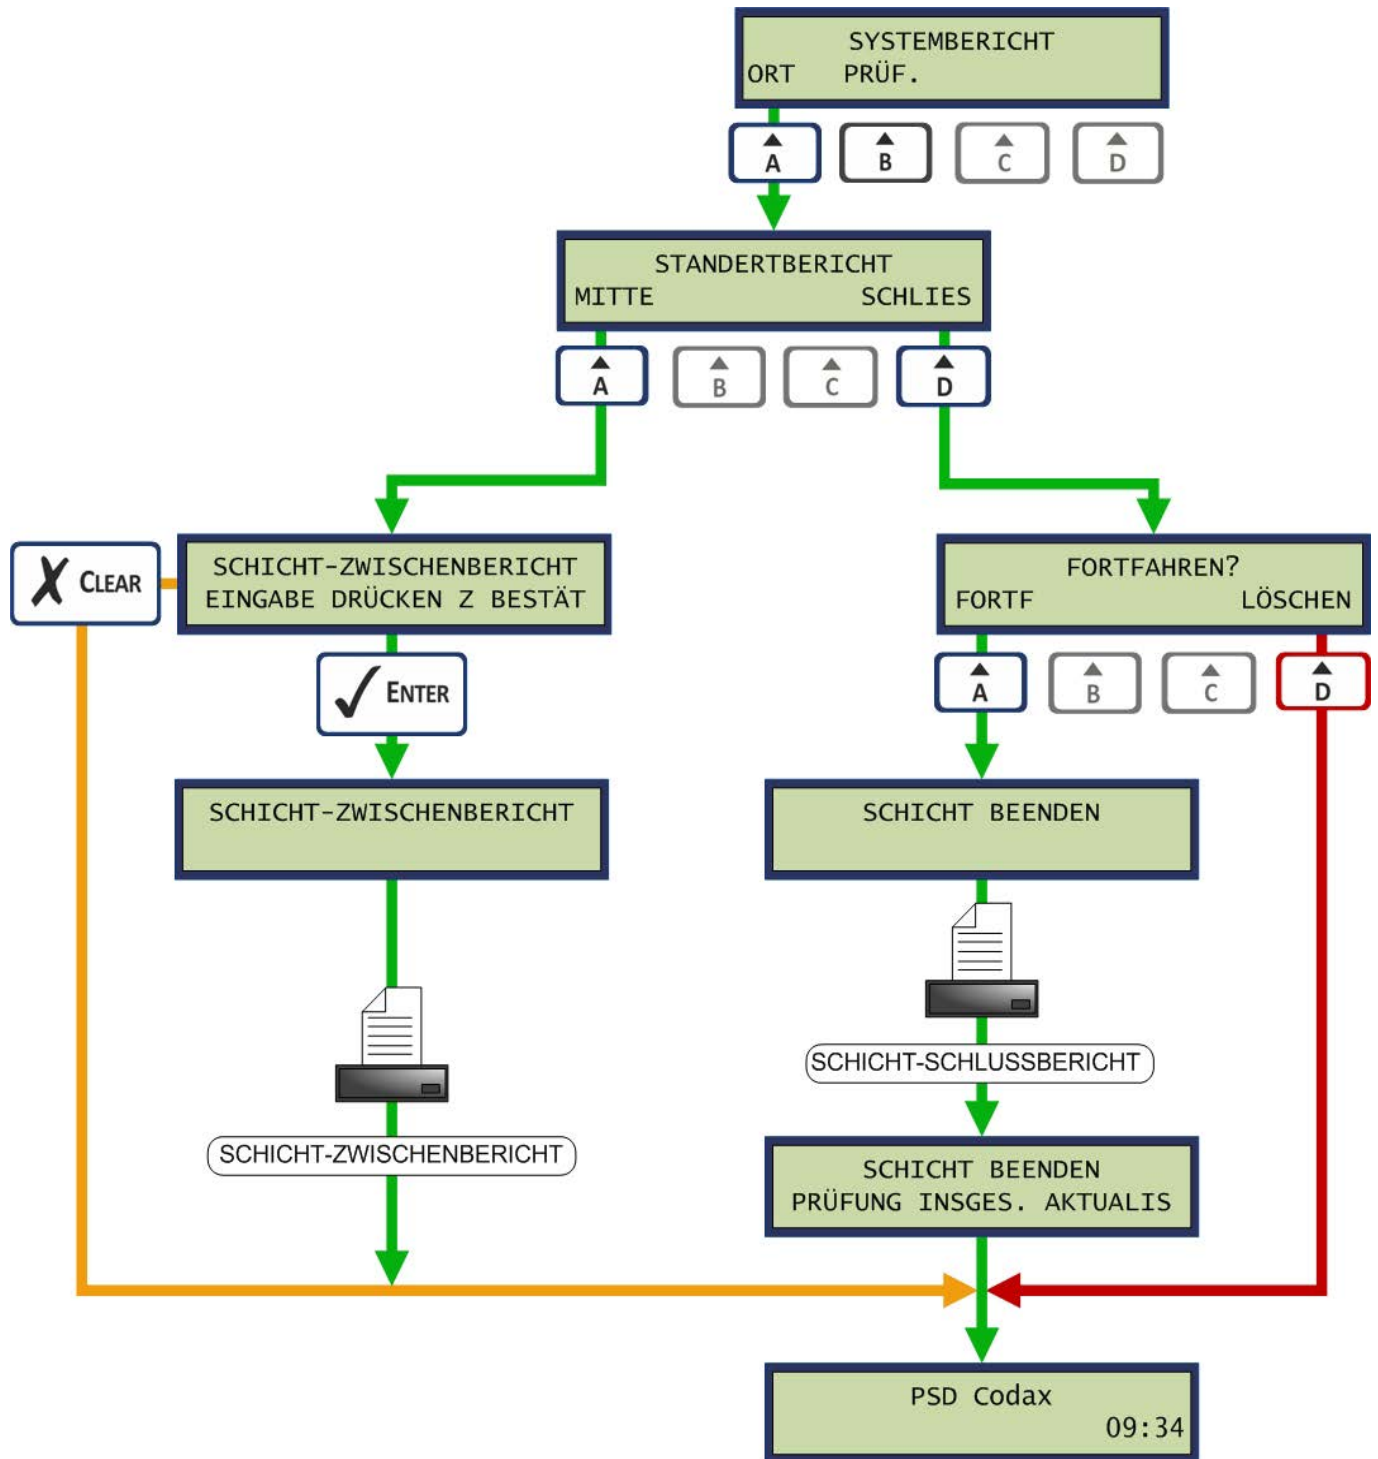 SYSTEMBERICHT
ORT PRÜF.
A B C D
STANDERTBERICHT
MITTE SCHLIES
A B C D
CLEAR
SCHICHT-ZWISCHENBERICHT
EINGABE DRÜCKEN Z BESTÄT
FORTFAHREN?
FORTF LÖSCHEN
ENTER
A B C D
SCHICHT-ZWISCHENBERICHT
SCHICHT BEENDEN
SCHICHT-SCHLUSSBERICHT
SCHICHT-ZWISCHENBERICHT
SCHICHT BEENDEN
PRÜFUNG INSGES. AKTUALIS
PSD Codax
09:34